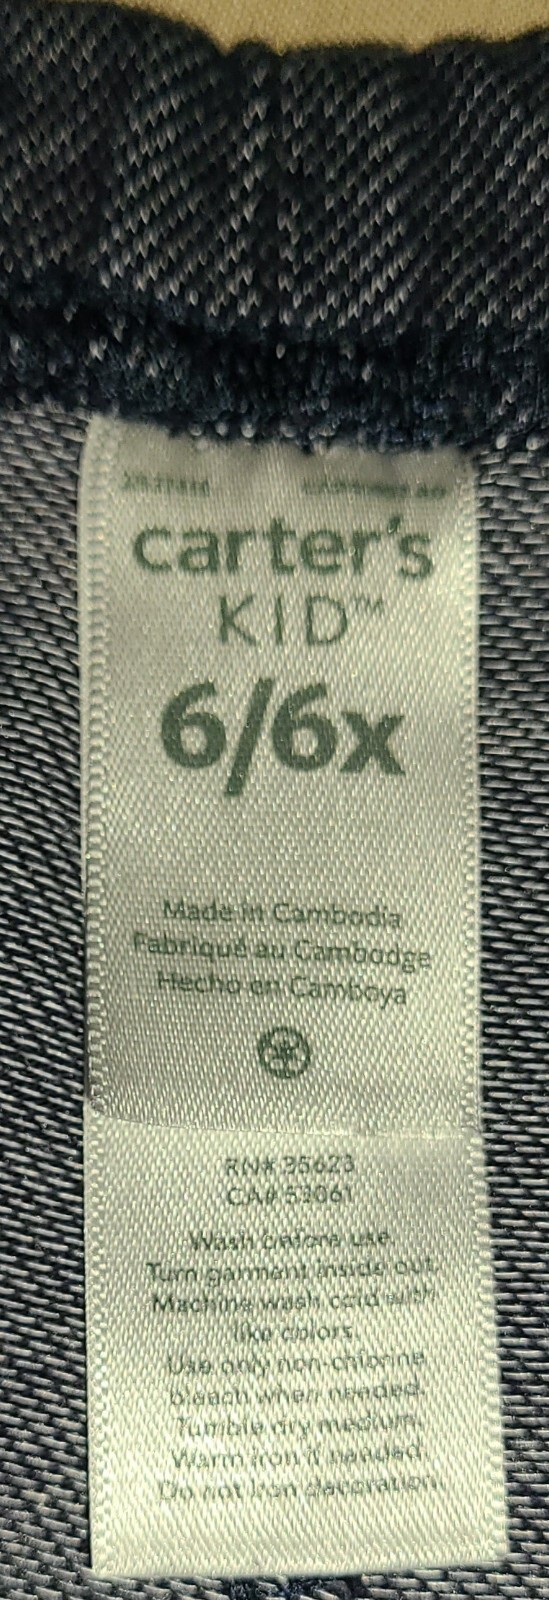 carter's
KID™
6/6x
Made in Cambodia
Fabriqué au Cambodge
Hecho en Camboya
RN# 35623
CA# 53061
Wash before use.
Turn garment inside out.
Machine wash cold with
like colors.
Use only non-chlorine
bleach when needed.
Tumble dry medium.
Warm iron if needed.
Do not iron decoration.